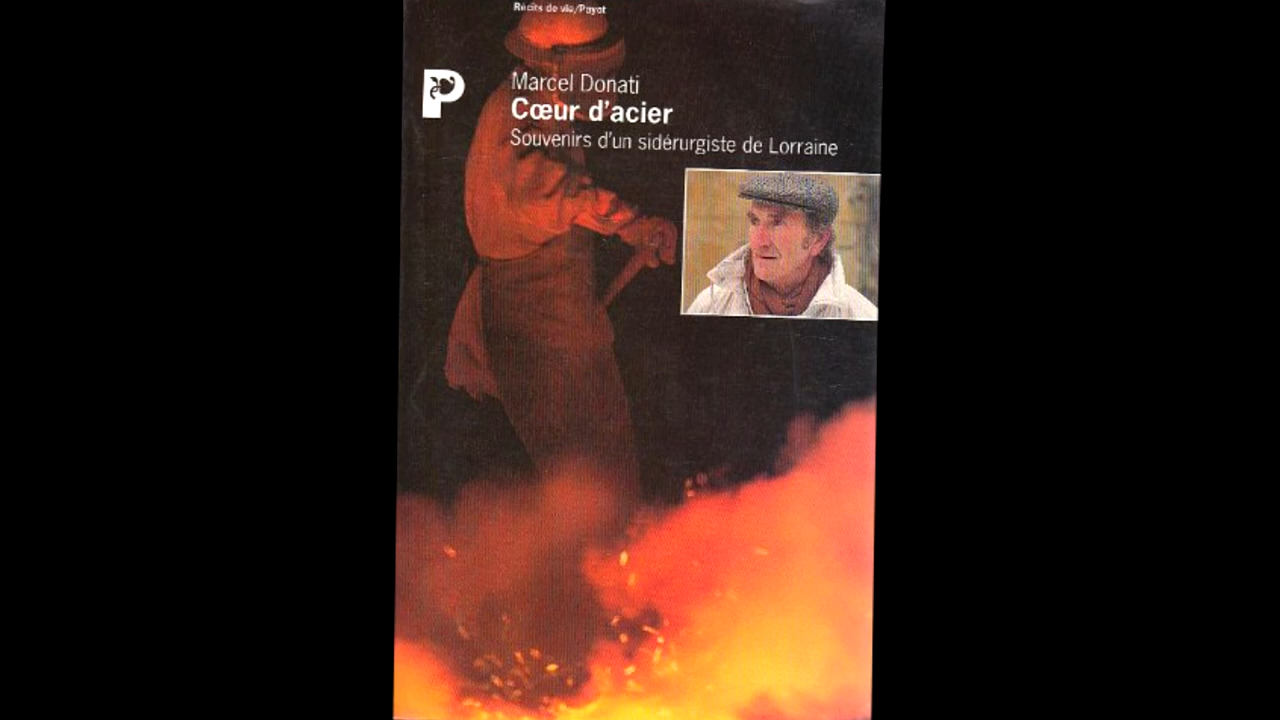 Récits de vie/Payot
P
Marcel Donati
Cœur d'acier
Souvenirs d'un sidérurgiste de Lorraine